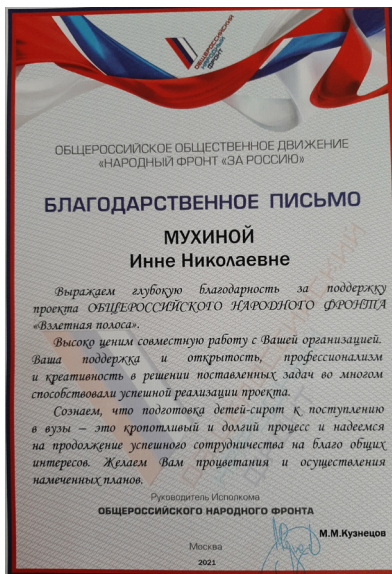 ОБЩЕРОССИЙСКИЙ
НАРОДНЫЙ
ФРОНТ
ОБЩЕРОССИЙСКОЕ ОБЩЕСТВЕННОЕ ДВИЖЕНИЕ
«НАРОДНЫЙ ФРОНТ «ЗА РОССИЮ»
БЛАГОДАРСТВЕННОЕ ПИСЬМО
МУХИНОЙ
Инне Николаевне
Выражаем глубокую благодарность за поддержку
проекта ОБЩЕРОССИЙСКОГО НАРОДНОГО ФРОНТА
«Взлетная полоса».
Высоко ценим совместную работу с Вашей организацией.
Ваша поддержка и открытость, профессионализм
и креативность в решении поставленных задач во многом
способствовали успешной реализации проекта.
Сознаем, что подготовка детей-сирот к поступлению
в вузы – это кропотливый и долгий процесс и надеемся
на продолжение успешного сотрудничества на благо общих
интересов. Желаем Вам процветания и осуществления
намеченных планов.
Руководитель Исполкома
ОБЩЕРОССИЙСКОГО НАРОДНОГО ФРОНТА
М.М.Кузнецов
Москва
2021